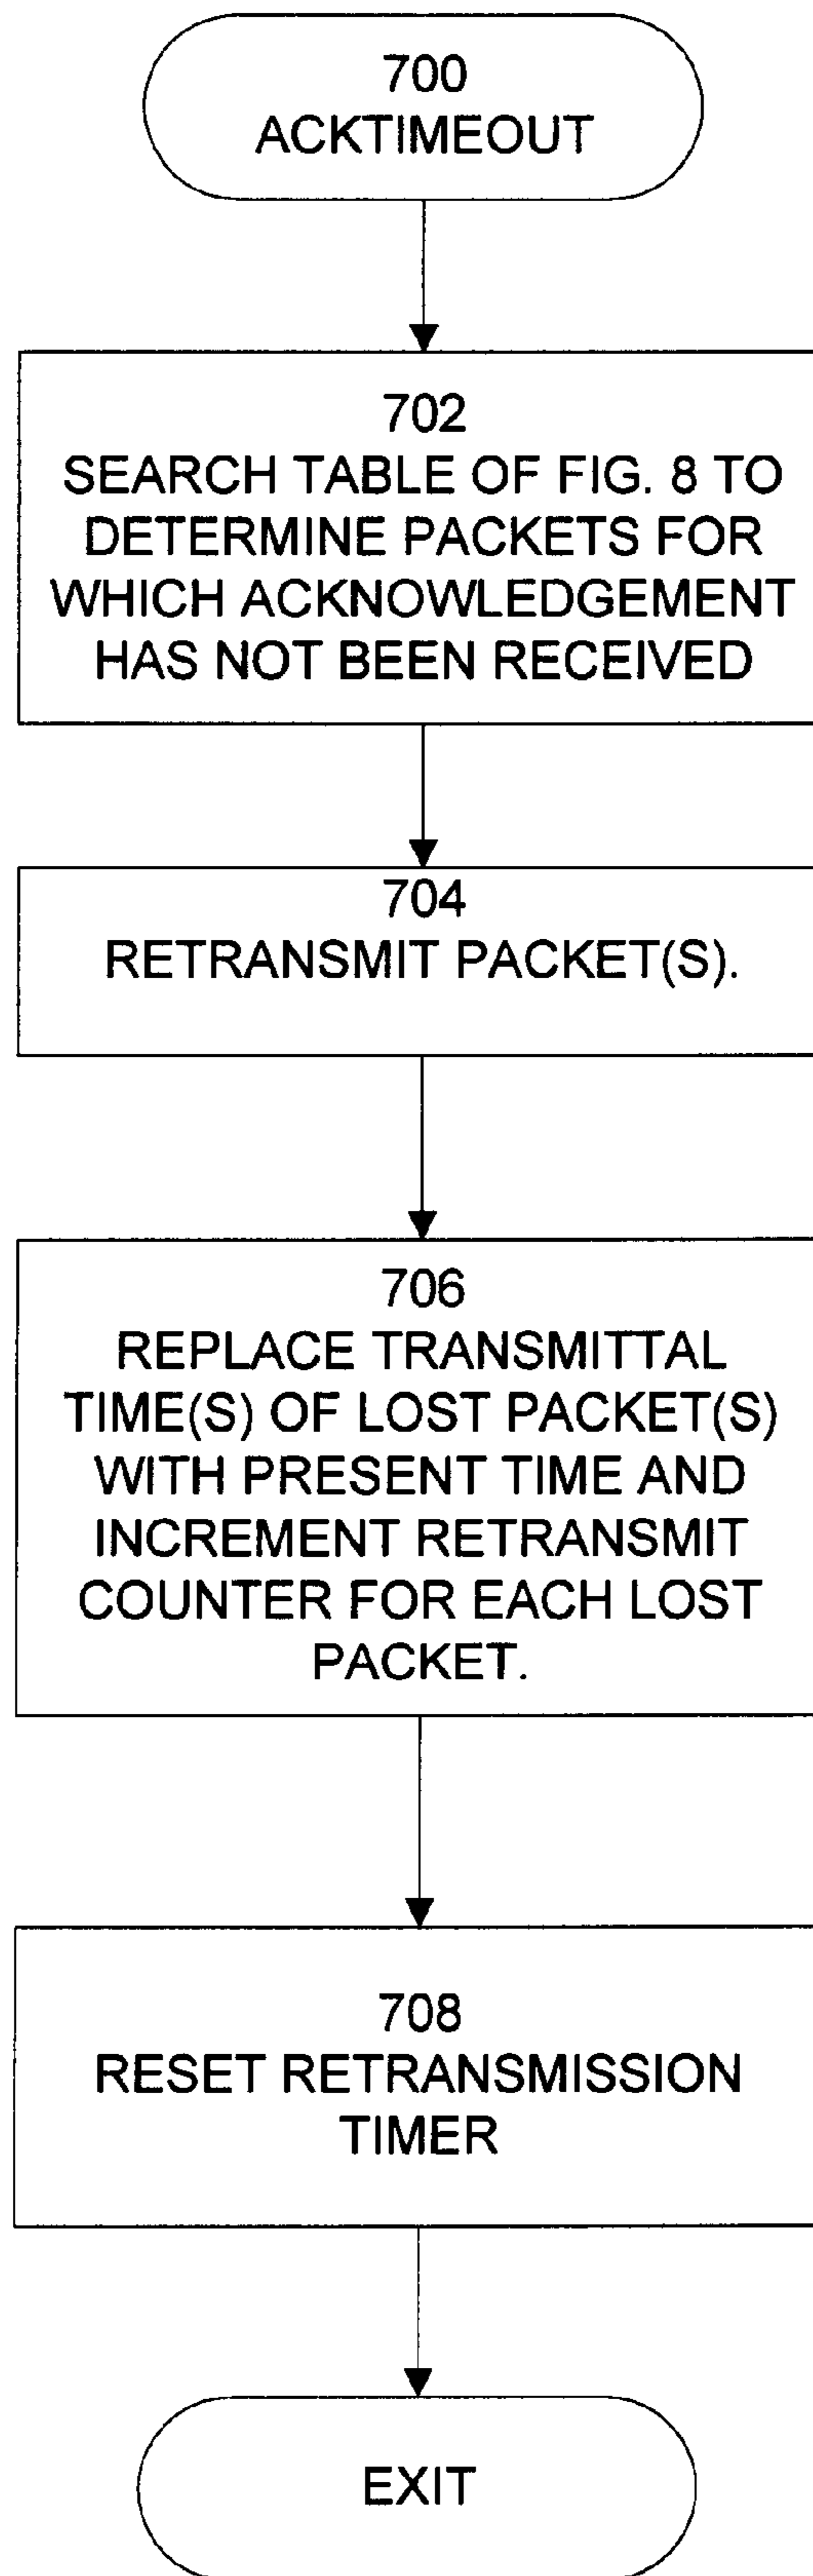 700
ACKTIMEOUT
702
SEARCH TABLE OF FIG. 8 TO
DETERMINE PACKETS FOR
WHICH ACKNOWLEDGEMENT
HAS NOT BEEN RECEIVED
704
RETRANSMIT PACKET(S).
706
REPLACE TRANSMITTAL
TIME(S) OF LOST PACKET(S)
WITH PRESENT TIME AND
INCREMENT RETRANSMIT
COUNTER FOR EACH LOST
PACKET.
708
RESET RETRANSMISSION
TIMER
EXIT